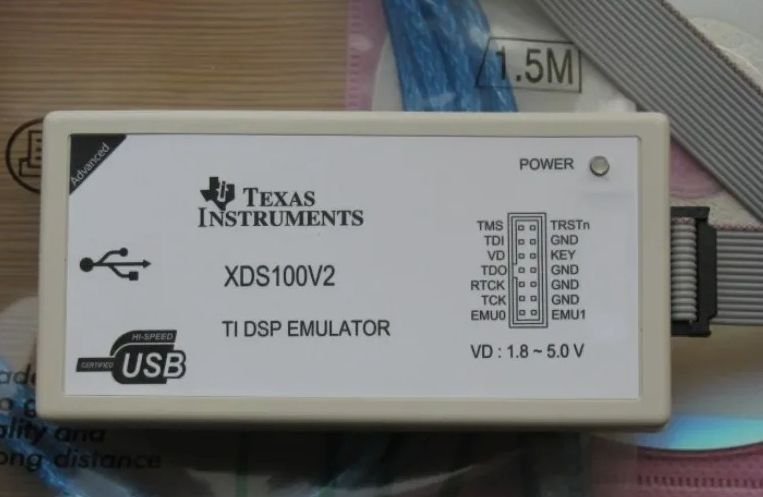 1.5M
Advanced
POWER
TEXAS
INSTRUMENTS
TMS TRSTn
TDI GND
VD KEY
TDO GND
RTCK GND
TCK GND
EMU0 EMU1
XDS100V2
TI DSP EMULATOR
VD : 1.8 ~ 5.0 V
HI-SPEED
CERTIFIED USB
ality and
ong distance